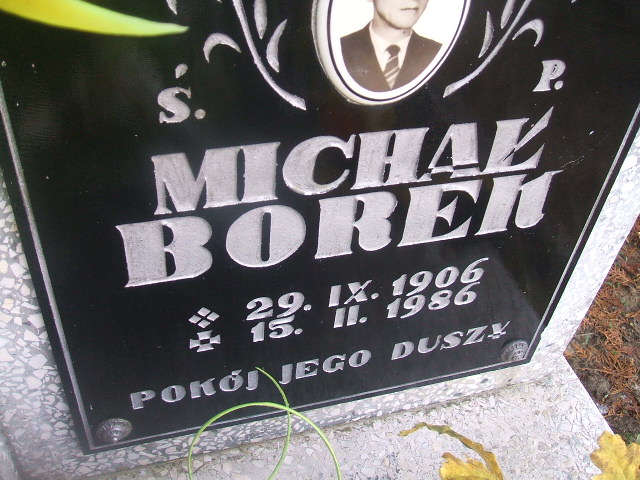 Ś. P.
MICHAŁ
BOREK
29. IX. 1906
15. II. 1986
POKÓJ JEGO DUSZY